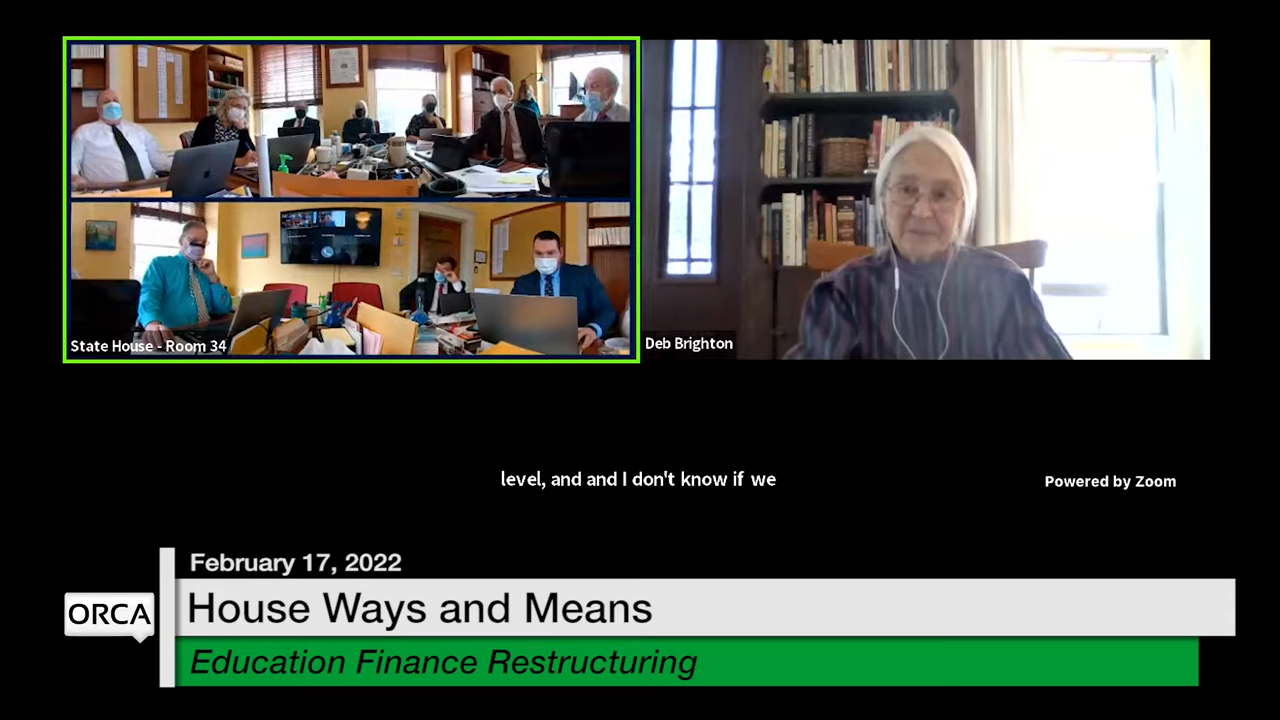 State House - Room 34
Deb Brighton
level, and and I don't know if we
Powered by Zoom
February 17, 2022
ORCA
House Ways and Means
Education Finance Restructuring